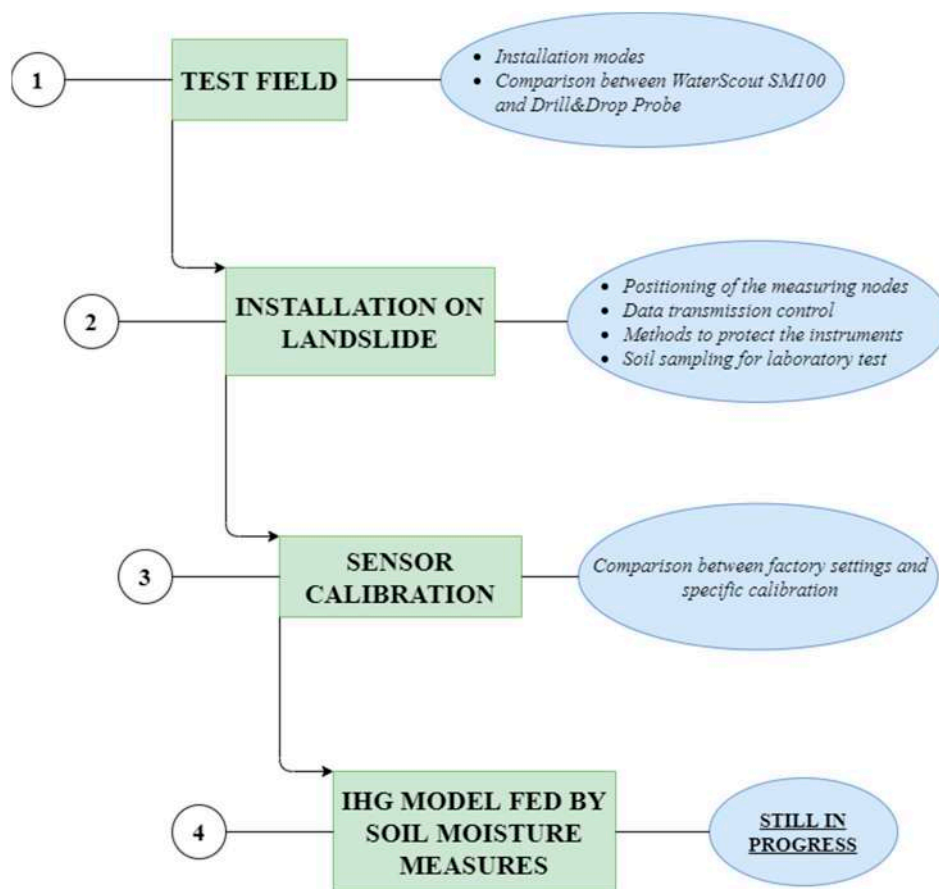 1
TEST FIELD
• Installation modes
• Comparison between WaterScout SM100
and Drill&Drop Probe
2
INSTALLATION ON
LANDSLIDE
• Positioning of the measuring nodes
• Data transmission control
• Methods to protect the instruments
• Soil sampling for laboratory test
3
SENSOR
CALIBRATION
Comparison between factory settings and
specific calibration
4
IHG MODEL FED BY
SOIL MOISTURE
MEASURES
STILL IN
PROGRESS